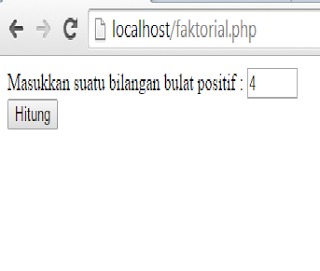 localhost/faktorial.php
Masukkan suatu bilangan bulat positif : 4
Hitung